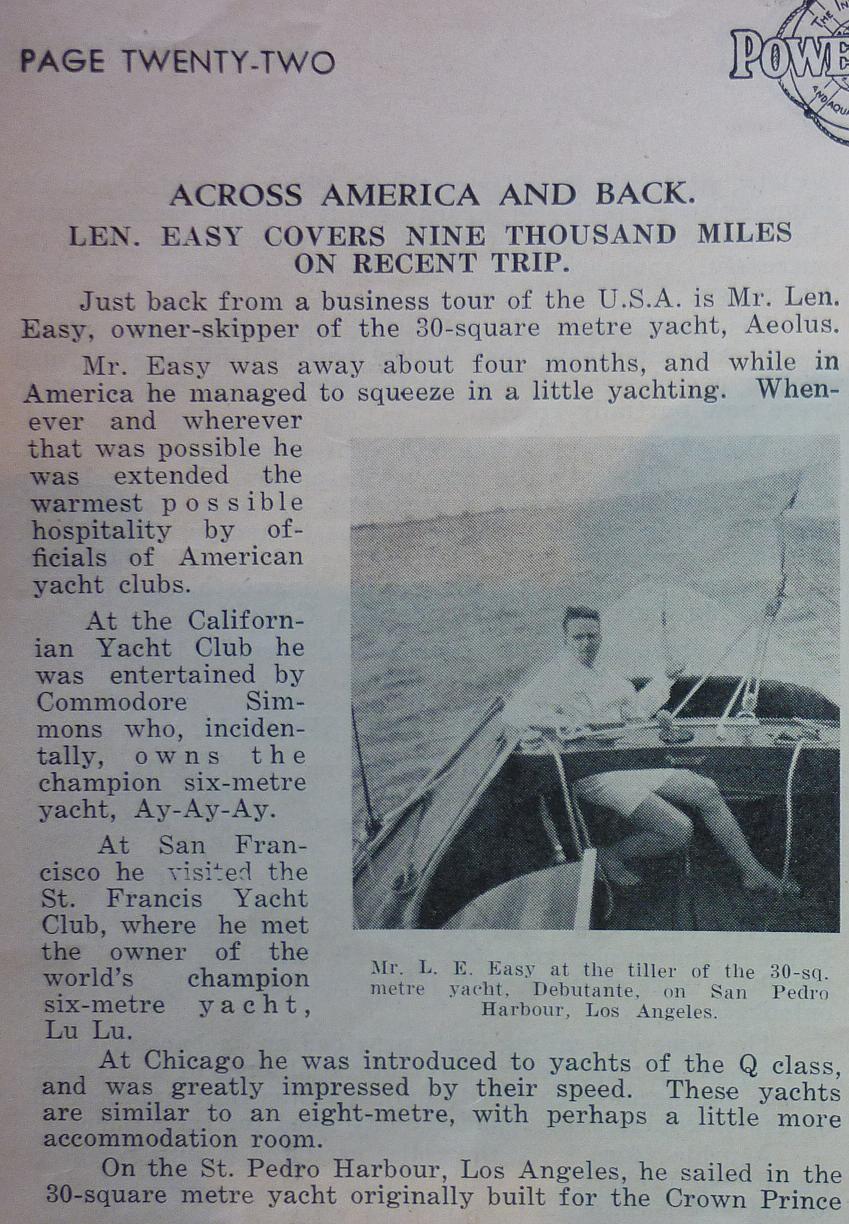 PAGE TWENTY-TWO
THE IN
POWE
AND AQUA
ACROSS AMERICA AND BACK.
LEN. EASY COVERS NINE THOUSAND MILES
ON RECENT TRIP.
Just back from a business tour of the U.S.A. is Mr. Len.
Easy, owner-skipper of the 30-square metre yacht, Aeolus.
Mr. Easy was away about four months, and while in
America he managed to squeeze in a little yachting. When-
ever and wherever
that was possible he
was extended the
warmest possible
hospitality by of-
ficials of American
yacht clubs.
At the Californ-
ian Yacht Club he
was entertained by
Commodore Sim-
mons who, inciden-
tally, owns the
champion six-metre
yacht, Ay-Ay-Ay.
At San Fran-
cisco he visited the
St. Francis Yacht
Club, where he met
the owner of the
world's champion
six-metre yacht,
Lu Lu.
Mr. L. E. Easy at the tiller of the 30-sq.
metre yacht, Debutante, on San Pedro
Harbour, Los Angeles.
At Chicago he was introduced to yachts of the Q class,
and was greatly impressed by their speed. These yachts
are similar to an eight-metre, with perhaps a little more
accommodation room.
On the St. Pedro Harbour, Los Angeles, he sailed in the
30-square metre yacht originally built for the Crown Prince